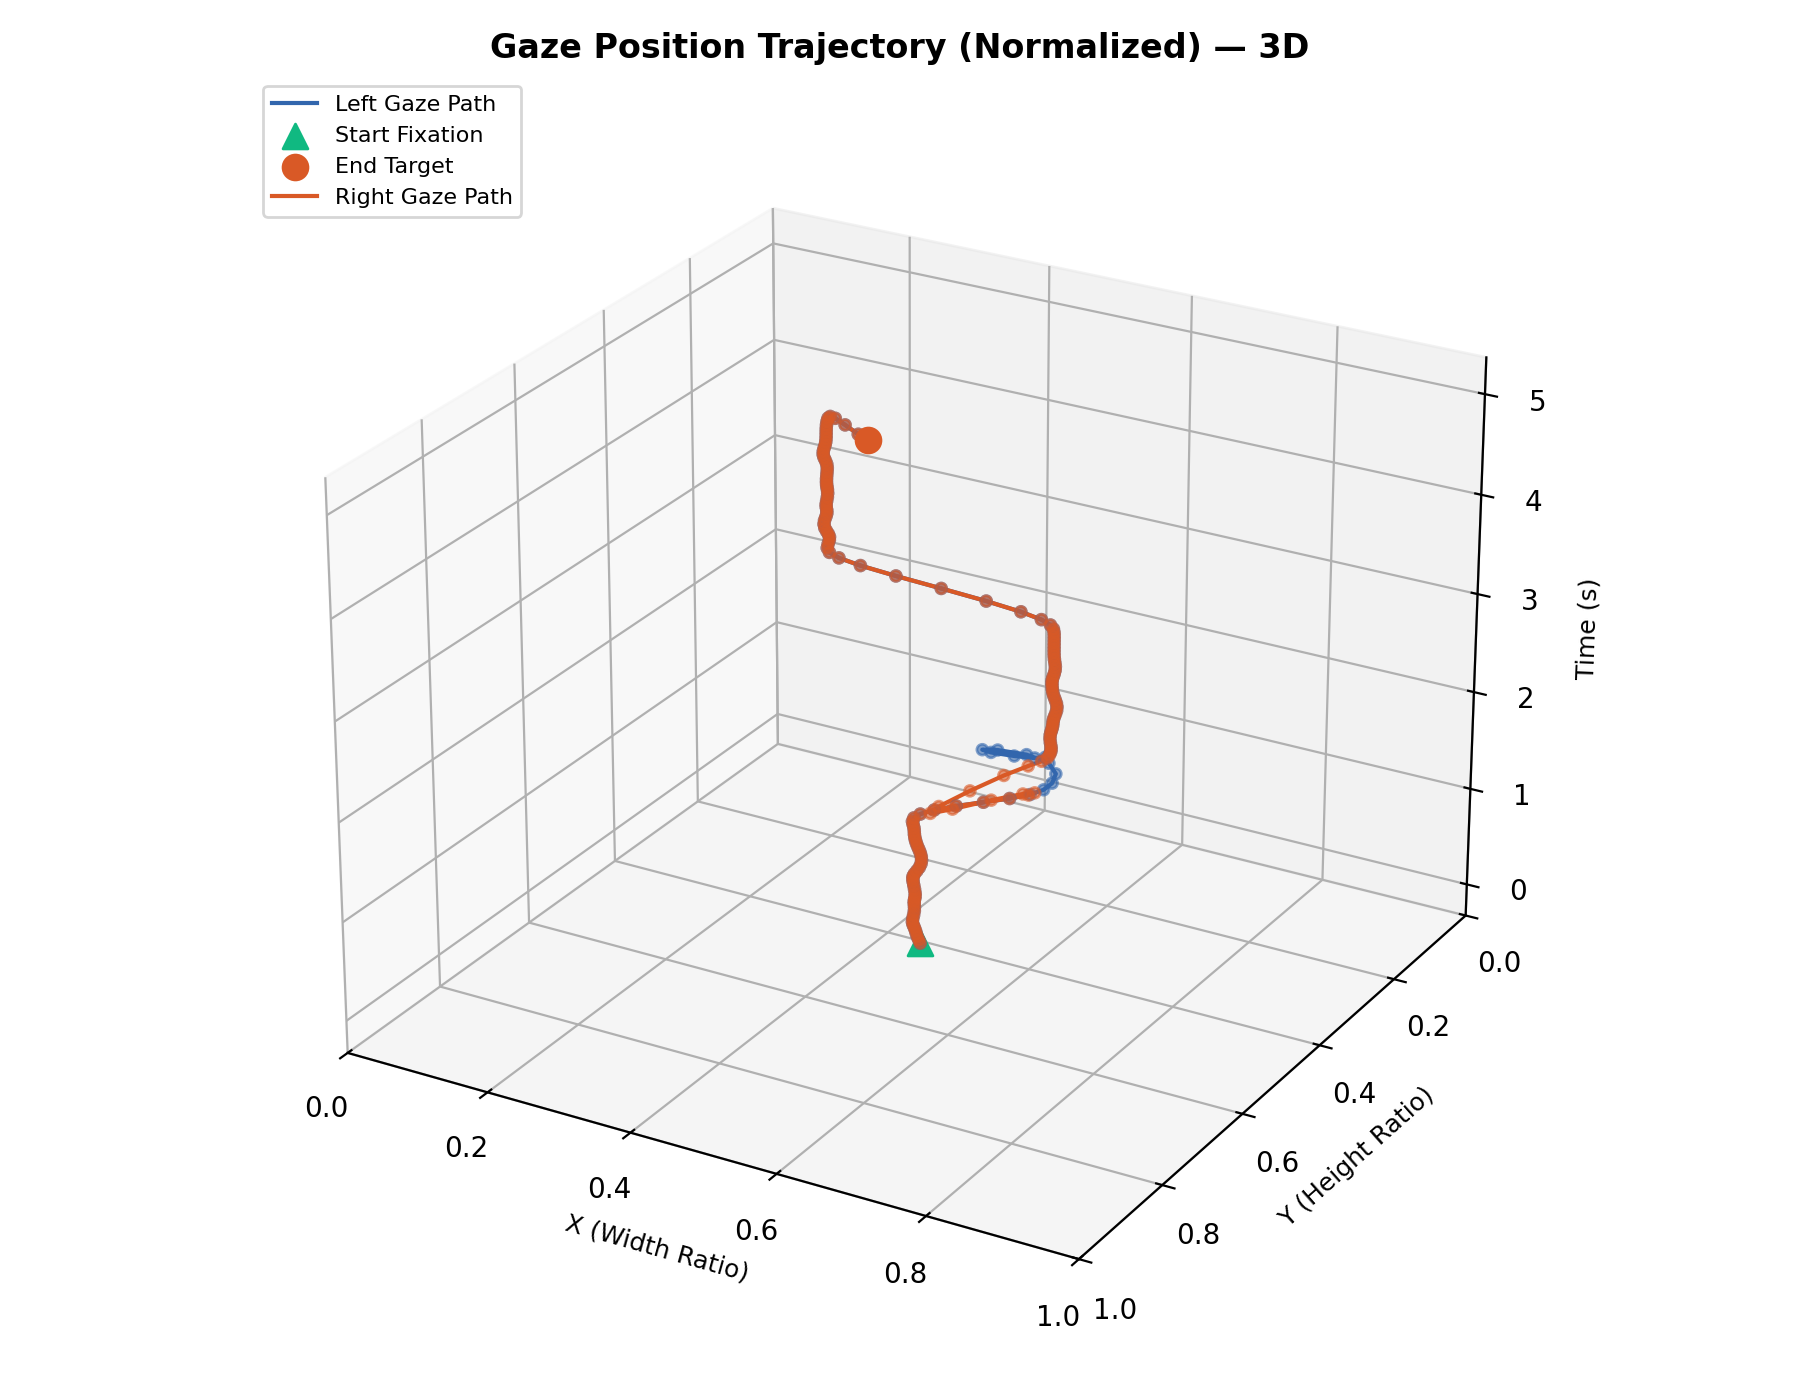 Gaze Position Trajectory (Normalized) — 3D
Left Gaze Path
Start Fixation
End Target
Right Gaze Path
5
4
3
2
1
0
Time (s)
0.0
0.2
0.4
0.6
0.8
1.0
Y (Height Ratio)
0.0
0.2
0.4
0.6
0.8
1.0
X (Width Ratio)